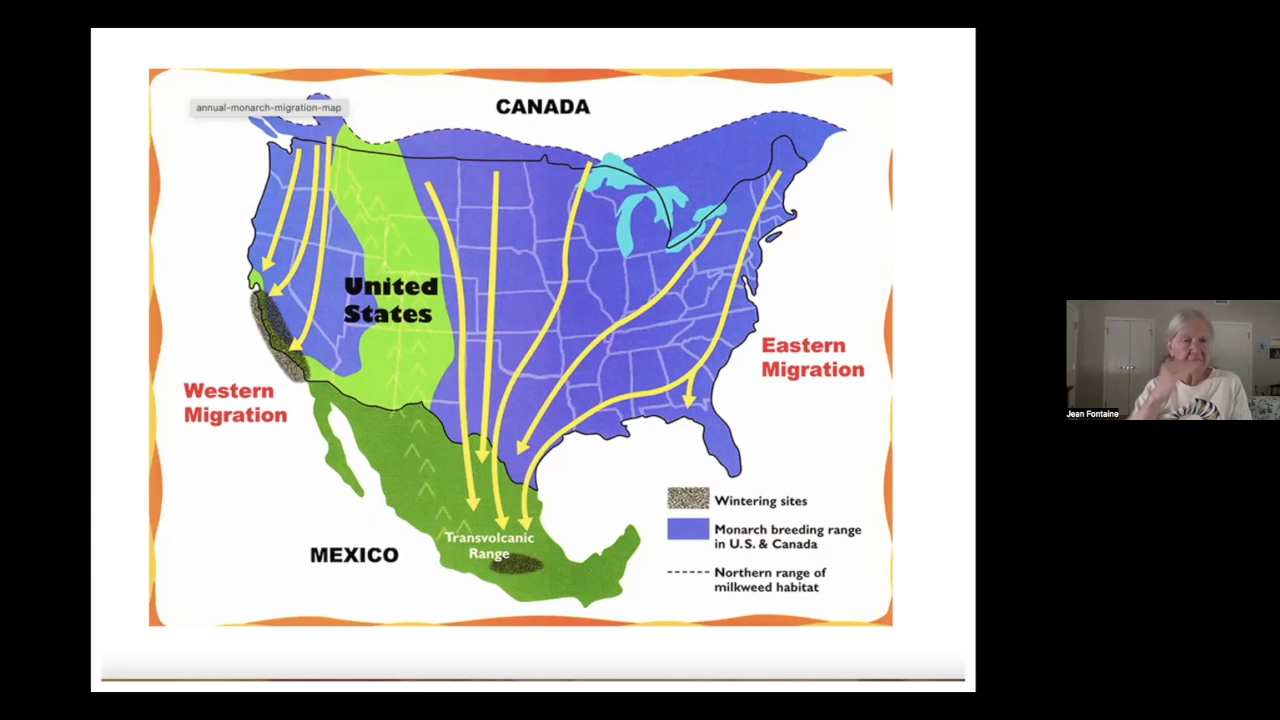 annual-monarch-migration-map
CANADA
United
States
Western
Migration
Eastern
Migration
MEXICO
Transvolcanic
Range
Wintering sites
Monarch breeding range
in U.S. & Canada
Northern range of
milkweed habitat
Jean Fontaine